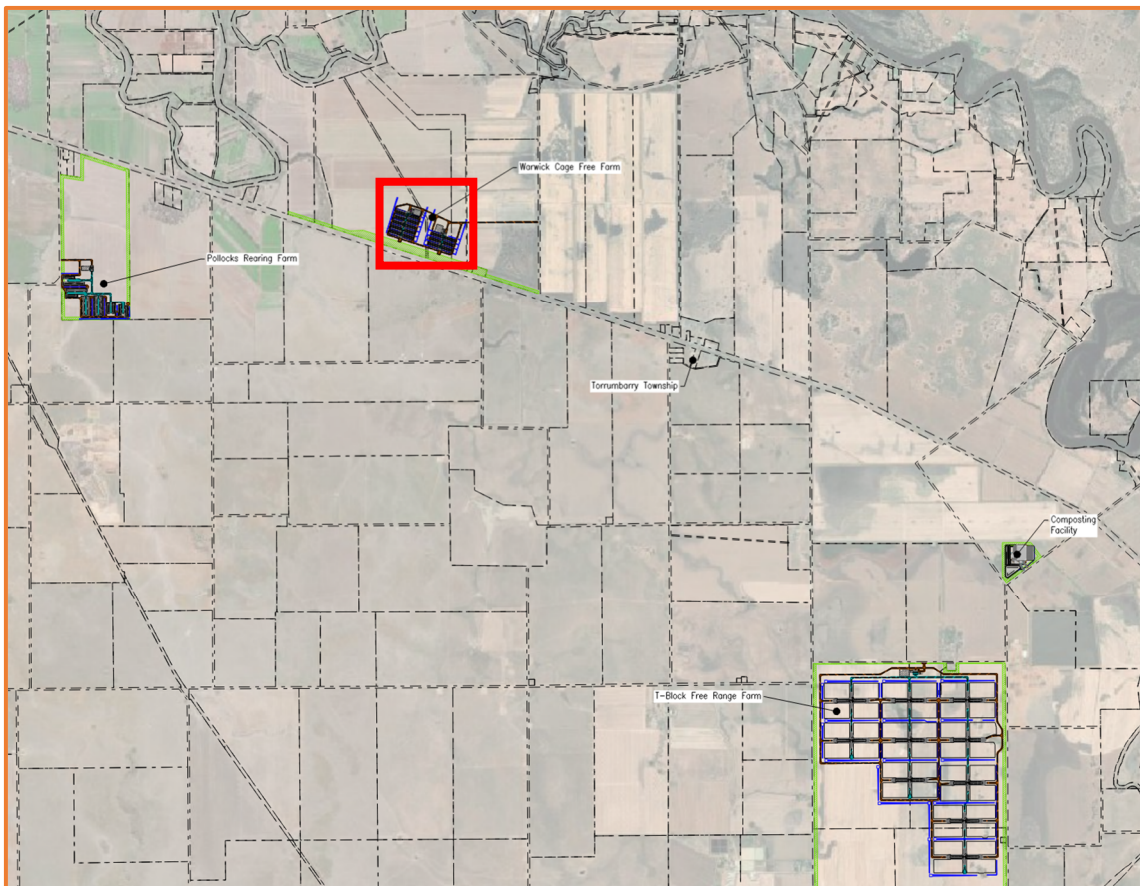 Warwick Cage Free Farm
Pollocks Rearing Farm
Torrumbarry Township
Composting
Facility
T-Block Free Range Farm